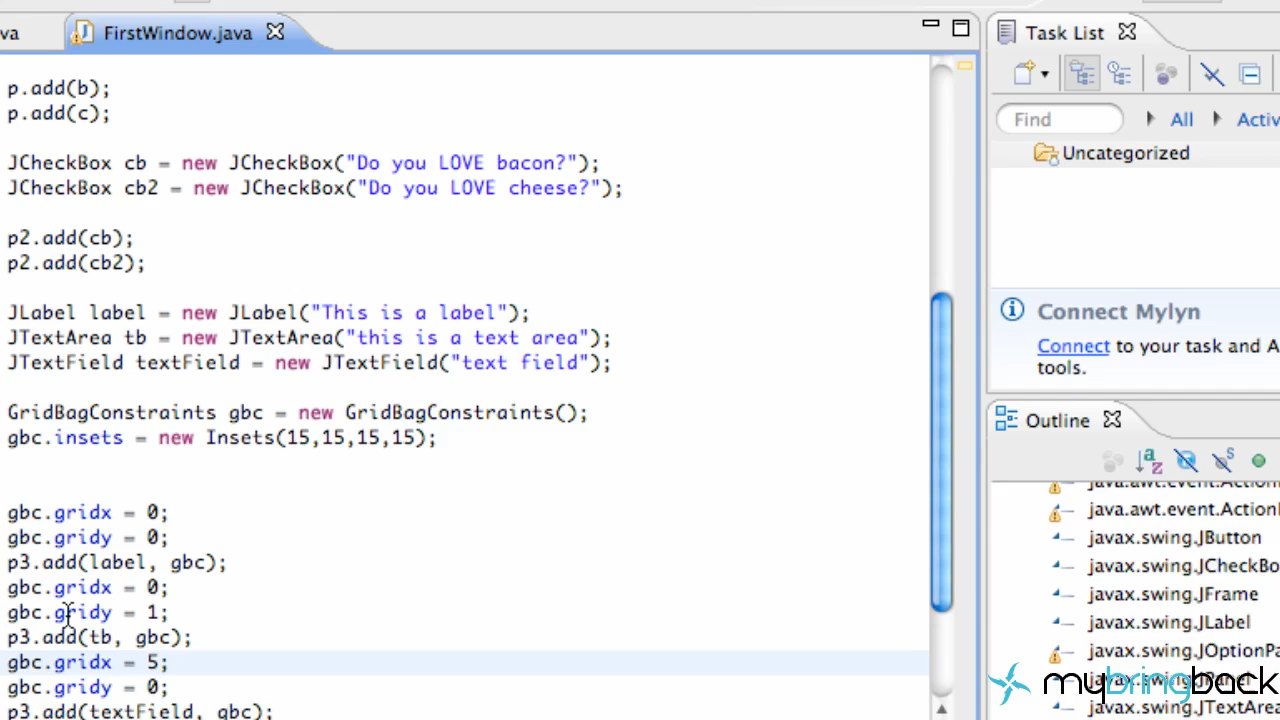 va
FirstWindow.java
p.add(b);
p.add(c);
JCheckBox cb = new JCheckBox("Do you LOVE bacon?");
JCheckBox cb2 = new JCheckBox("Do you LOVE cheese?");
p2.add(cb);
p2.add(cb2);
JLabel label = new JLabel("This is a label");
JTextArea tb = new JTextArea("this is a text area");
JTextField textField = new JTextField("text field");
GridBagConstraints gbc = new GridBagConstraints();
gbc.insets = new Insets(15,15,15,15);
gbc.gridx = 0;
gbc.gridy = 0;
p3.add(label, gbc);
gbc.gridx = 0;
gbc.gridy = 1;
p3.add(tb, gbc);
gbc.gridx = 5;
gbc.gridy = 0;
p3.add(textField, gbc);
Task List
Find
All
Activ
Uncategorized
Connect Mylyn
Connect to your task and A
tools.
Outline
java.awt.event.Action
java.awt.event.Action
javax.swing.JButton
javax.swing.JCheckBo
javax.swing.JFrame
javax.swing.JLabel
javax.swing.JOptionPa
javax.swing.JPanel
javax.swing.JTextArea
mybringback